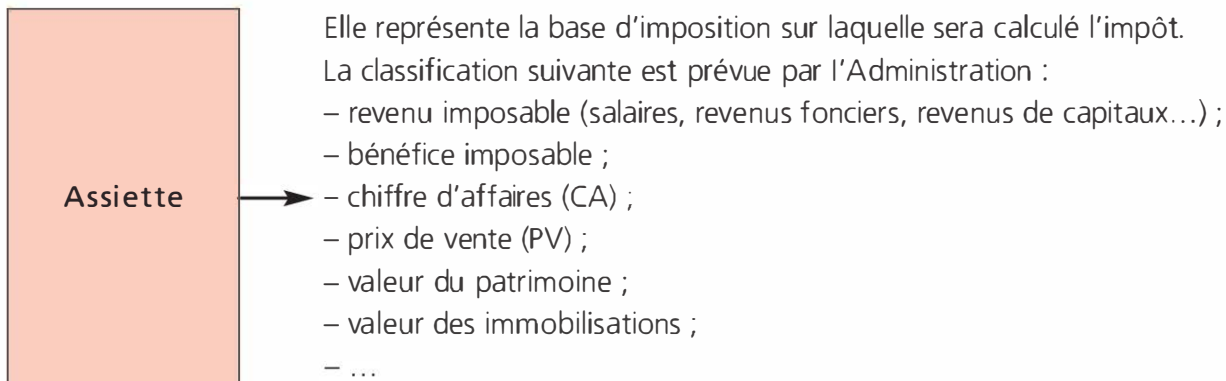 Elle représente la base d'imposition sur laquelle sera calculé l'impôt.
La classification suivante est prévue par l'Administration :
– revenu imposable (salaires, revenus fonciers, revenus de capitaux…) ;
– bénéfice imposable ;
Assiette
– chiffre d'affaires (CA) ;
– prix de vente (PV) ;
– valeur du patrimoine ;
– valeur des immobilisations ;
– …